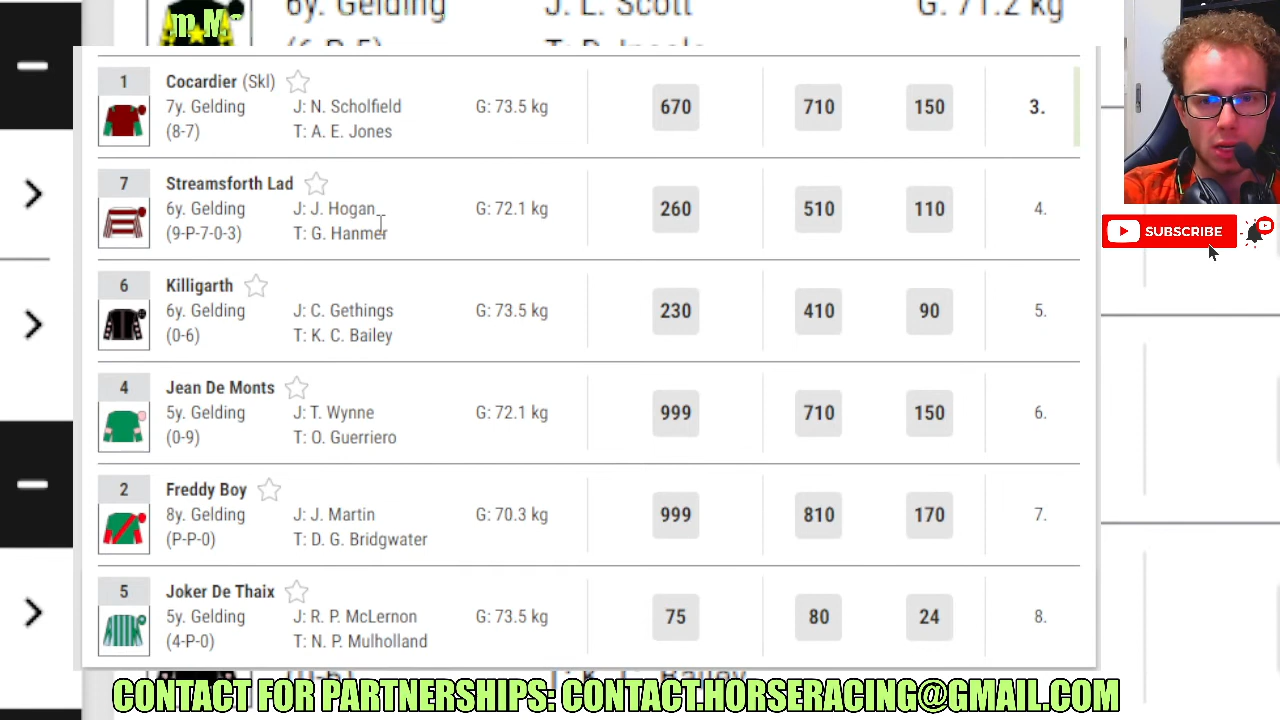 6y. Gelding J. L. Scott G: 71.2 kg
1 Cocardier (Skl)
7y. Gelding J: N. Scholfield G: 73.5 kg 670 710 150 3.
(8-7) T: A. E. Jones
7 Streamsforth Lad
6y. Gelding J: J. Hogan G: 72.1 kg 260 510 110 4.
(9-P-7-0-3) T: G. Hanmer
SUBSCRIBE
6 Killigarth
6y. Gelding J: C. Gethings G: 73.5 kg 230 410 90 5.
(0-6) T: K. C. Bailey
4 Jean De Monts
5y. Gelding J: T. Wynne G: 72.1 kg 999 710 150 6.
(0-9) T: O. Guerriero
2 Freddy Boy
8y. Gelding J: J. Martin G: 70.3 kg 999 810 170 7.
(P-P-0) T: D. G. Bridgwater
5 Joker De Thaix
5y. Gelding J: R. P. McLernon G: 73.5 kg 75 80 24 8.
(4-P-0) T: N. P. Mulholland
CONTACT FOR PARTNERSHIPS: CONTACT.HORSERACING@GMAIL.COM